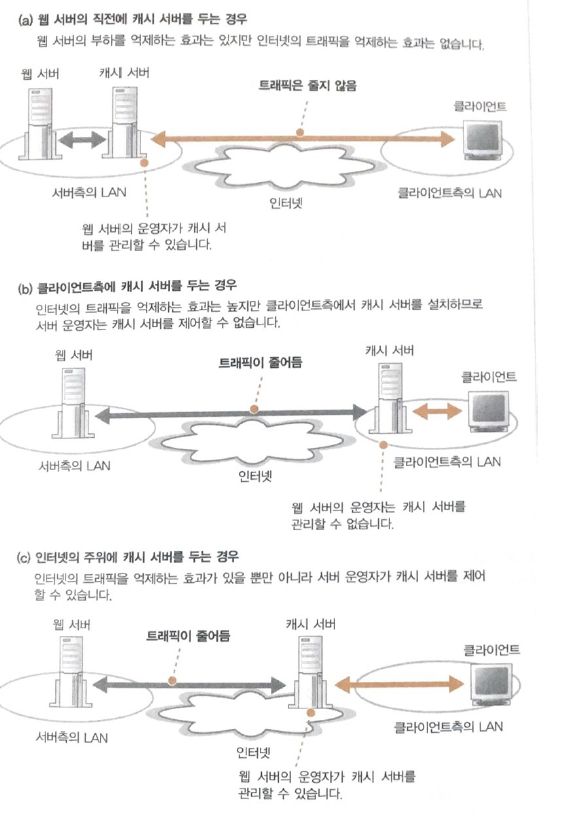 (a) 웹 서버의 직전에 캐시 서버를 두는 경우
웹 서버의 부하를 억제하는 효과는 있지만 인터넷의 트래픽을 억제하는 효과는 없습니다.
웹 서버 캐시 서버
트래픽은 줄지 않음
클라이언트
서버측의 LAN
인터넷
클라이언트측의 LAN
웹 서버의 운영자가 캐시 서
버를 관리할 수 있습니다.
(b) 클라이언트측에 캐시 서버를 두는 경우
인터넷의 트래픽을 억제하는 효과는 높지만 클라이언트측에서 캐시 서버를 설치하므로
서버 운영자는 캐시 서버를 제어할 수 없습니다.
웹 서버
트래픽이 줄어듬
캐시 서버
클라이언트
서버측의 LAN
인터넷
클라이언트측의 LAN
웹 서버의 운영자는 캐시 서버를
관리할 수 없습니다.
(c) 인터넷의 주위에 캐시 서버를 두는 경우
인터넷의 트래픽을 억제하는 효과가 있을 뿐만 아니라 서버 운영자가 캐시 서버를 제어
할 수 있습니다.
웹 서버
트래픽이 줄어듬
캐시 서버
클라이언트
서버측의 LAN
인터넷
클라이언트측의 LAN
웹 서버의 운영자가 캐시 서버를
관리할 수 있습니다.